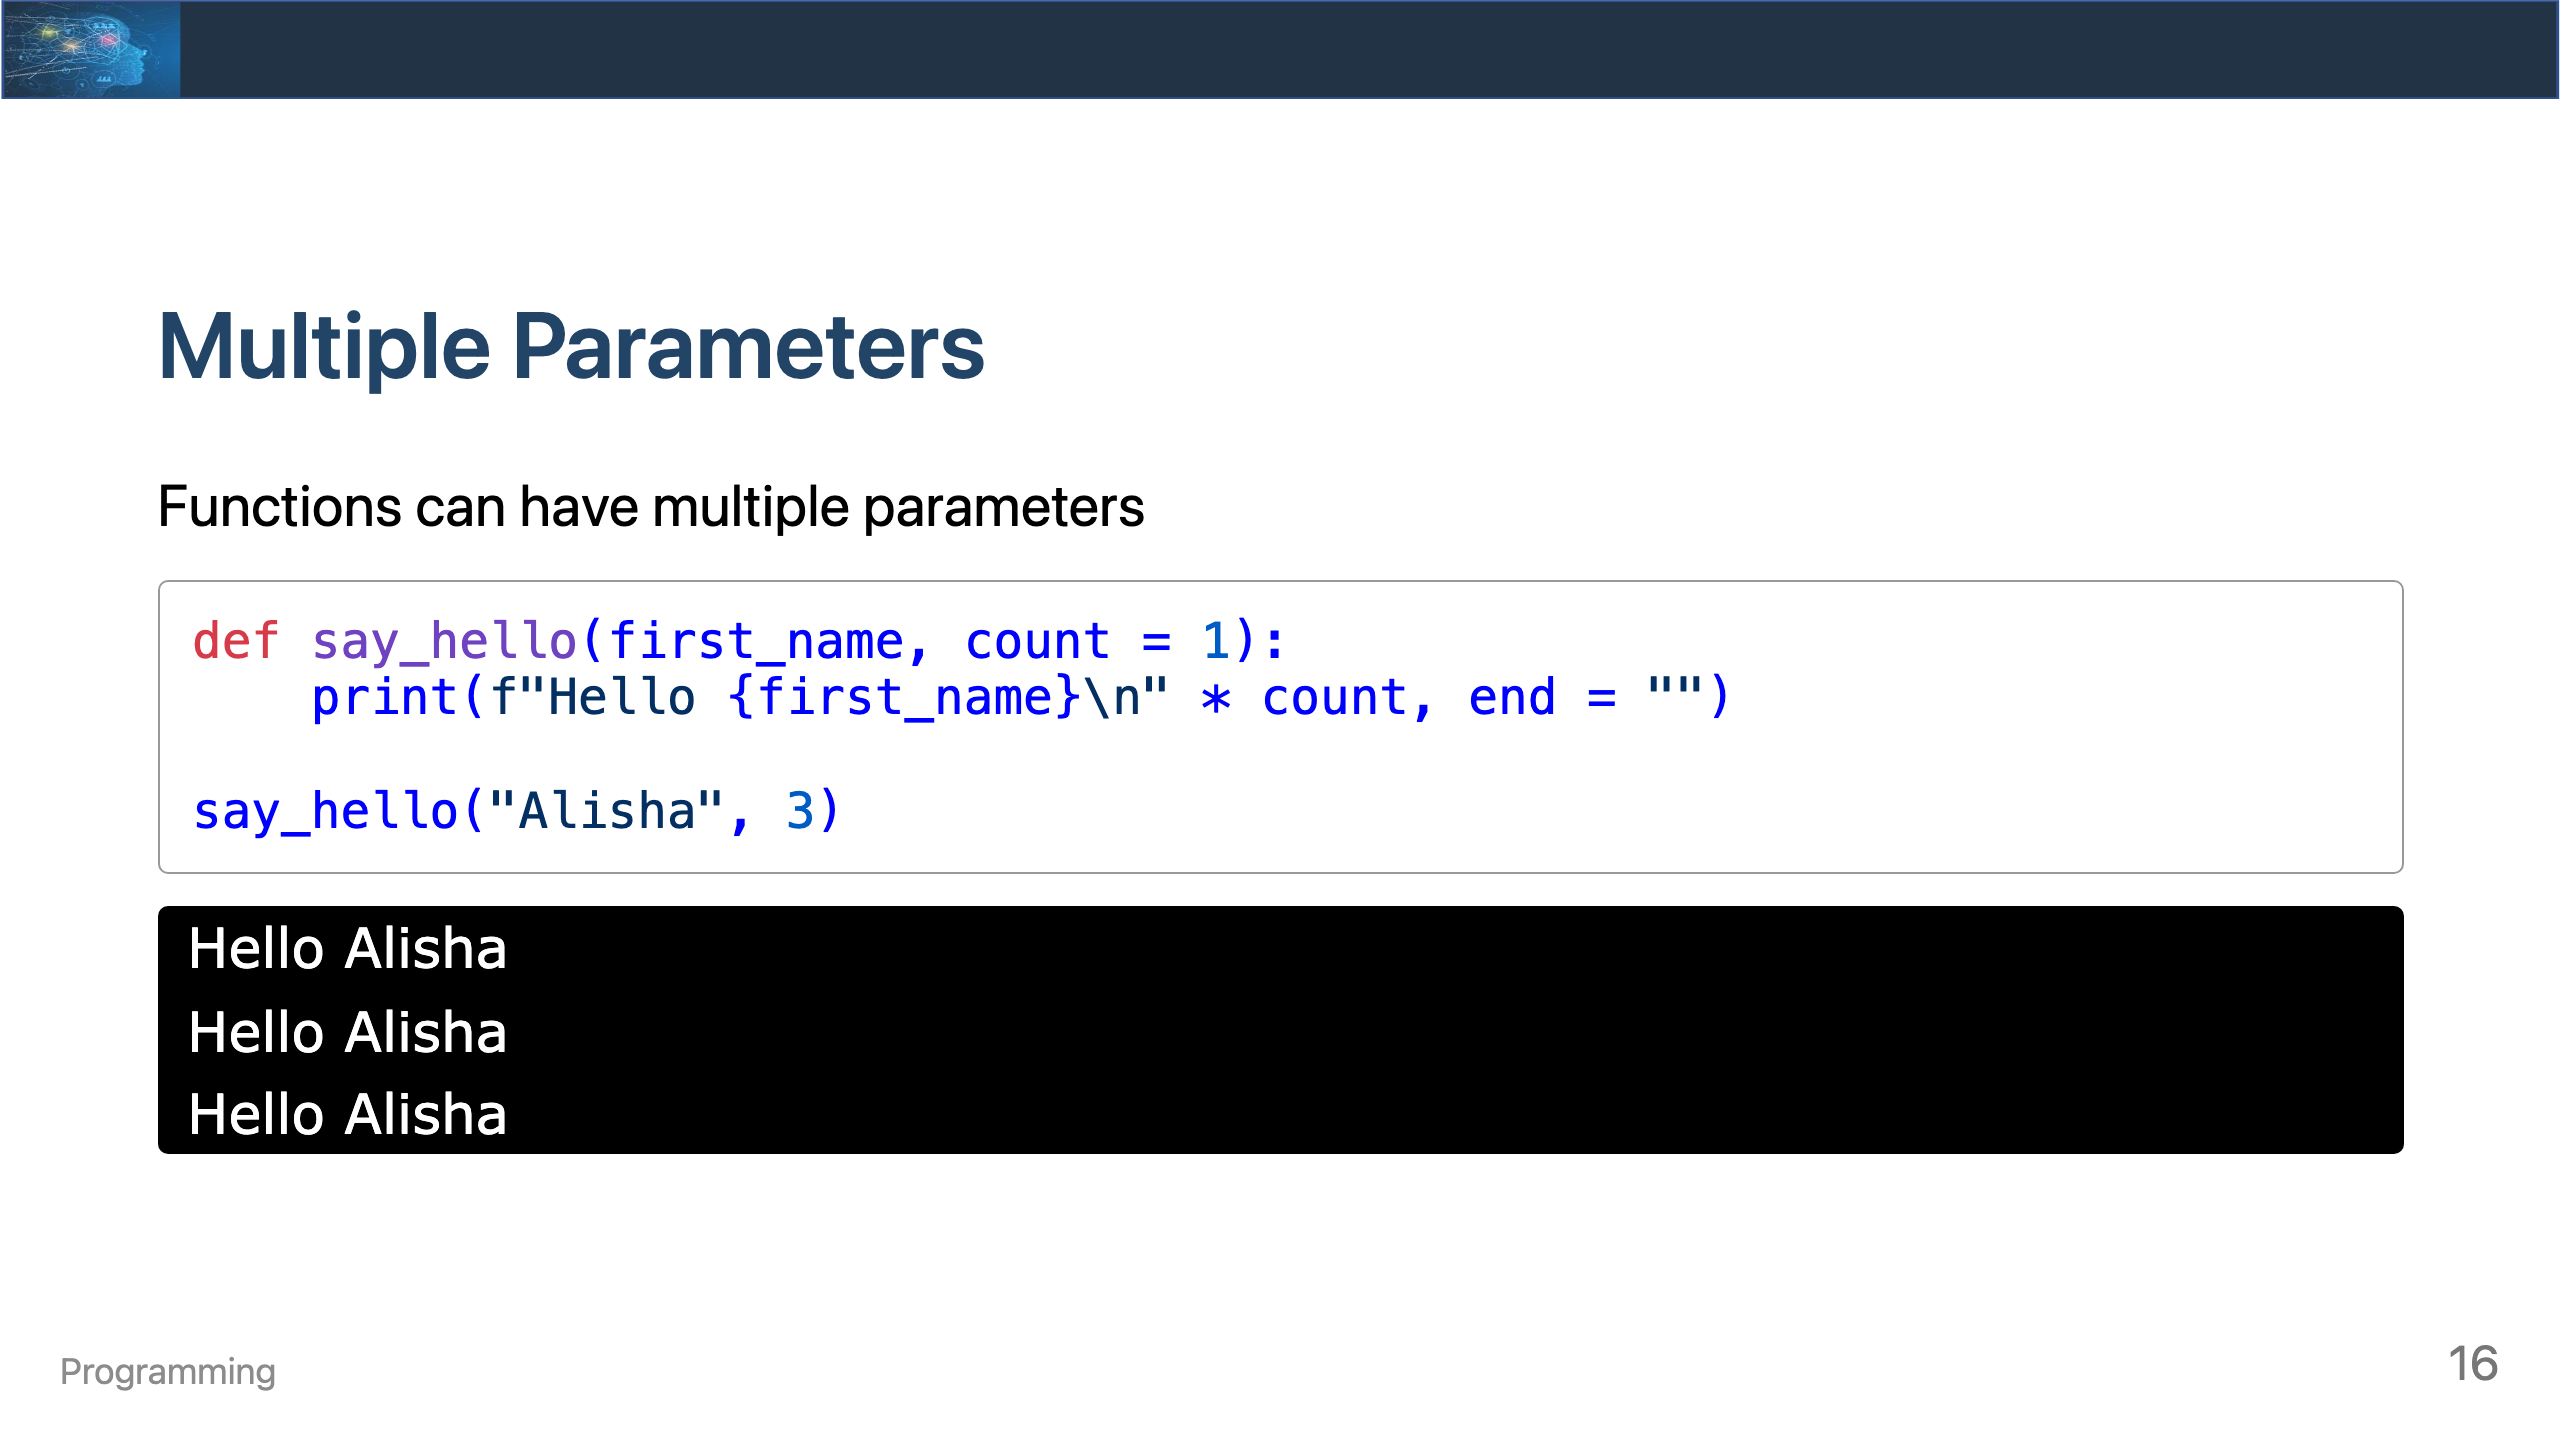 Multiple Parameters
Functions can have multiple parameters
def say_hello(first_name, count = 1):
    print(f"Hello {first_name}\n" * count, end = "")
say_hello("Alisha", 3)
Hello Alisha
Hello Alisha
Hello Alisha
Programming
16